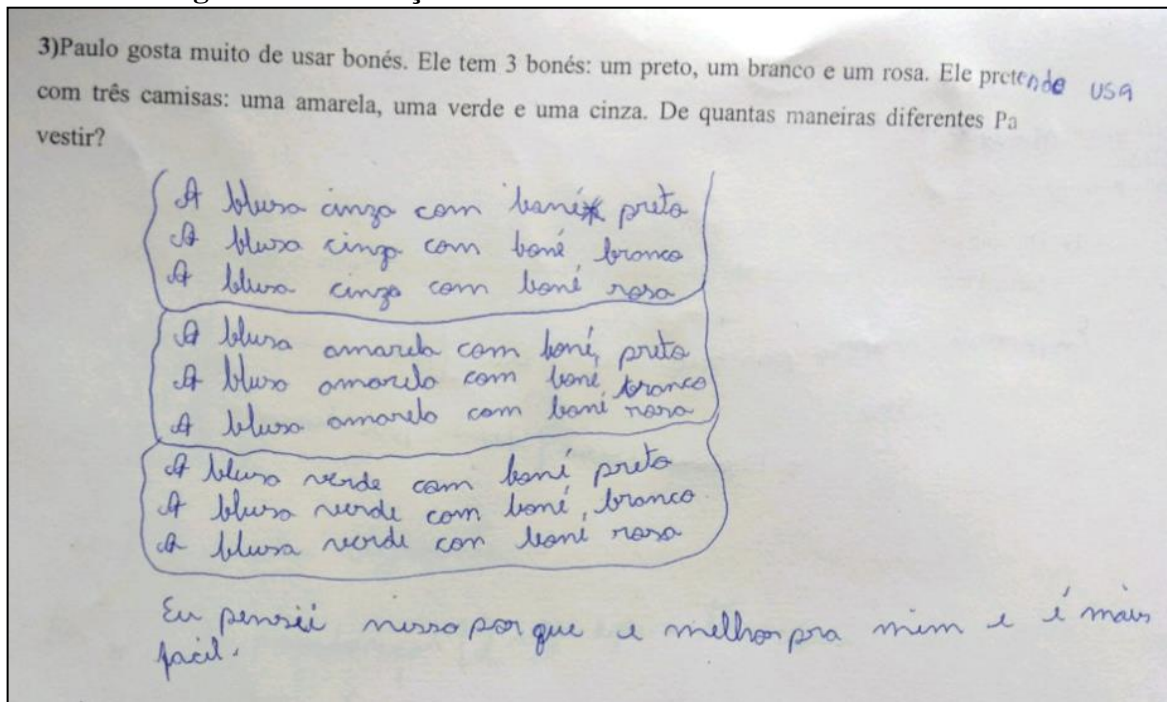 3)Paulo gosta muito de usar bonés. Ele tem 3 bonés: um preto, um branco e um rosa. Ele pretende usa
com três camisas: uma amarela, uma verde e uma cinza. De quantas maneiras diferentes Pa
vestir?
A blusa cinza com boné preto
A blusa cinza com boné branco
A blusa cinza com boné rosa
A blusa amarela com boné preto
A blusa amarela com boné branco
A blusa amarela com boné rosa
A blusa verde com boné preto
A blusa verde com boné, branco
A blusa verde con boné rosa
Eu pensei nisso porque e melhor pra mim e é mais
facil.